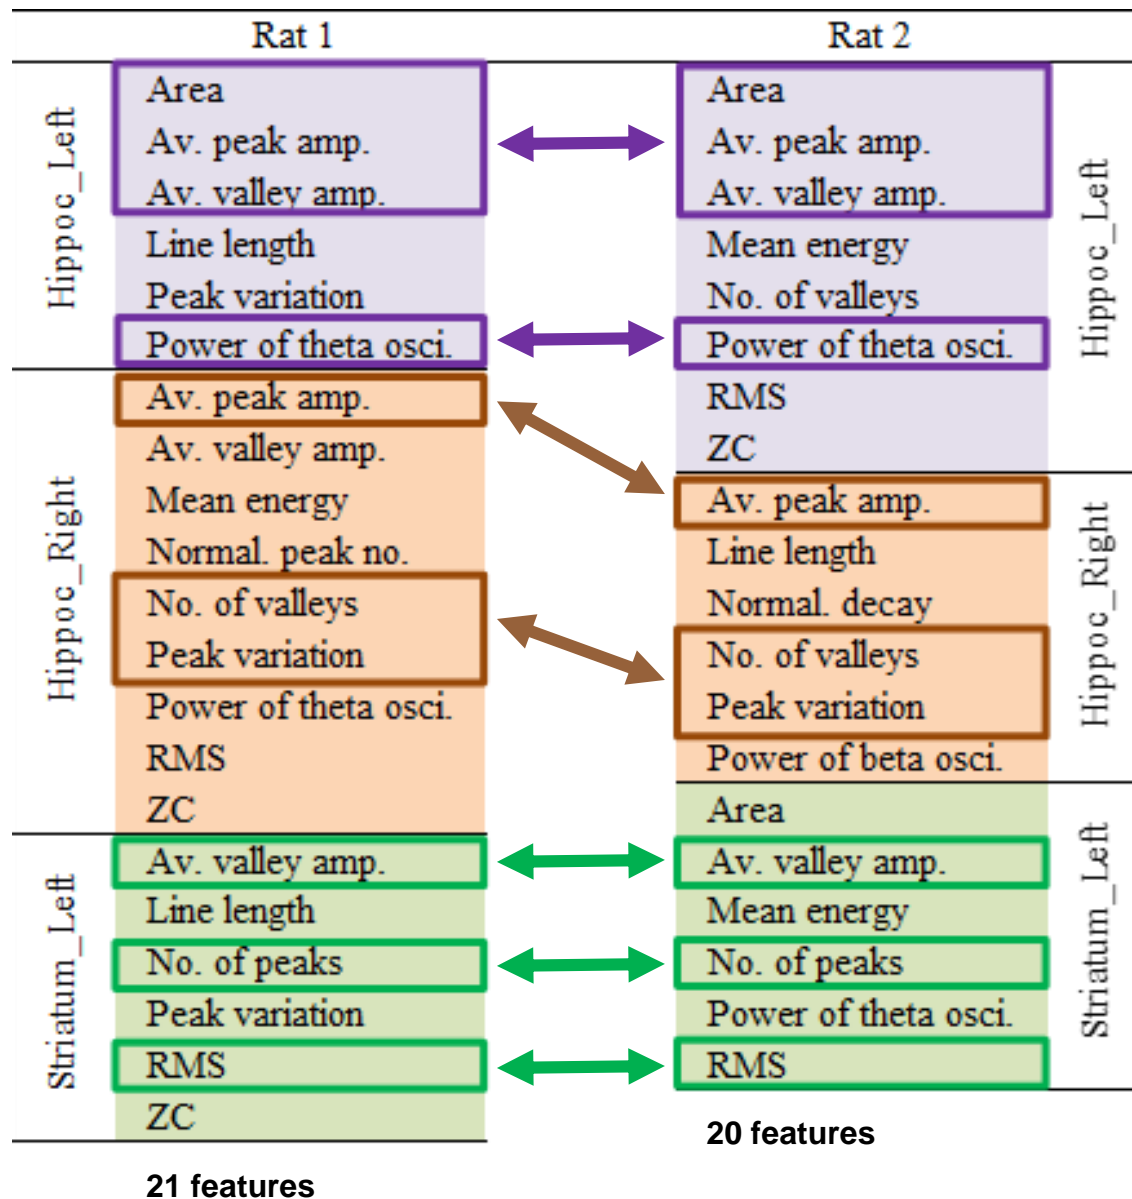 Rat 1
Rat 2
Hippoc_Left
Area
Av. peak amp.
Av. valley amp.
Line length
Peak variation
Power of theta osci.
Hippoc_Right
Av. peak amp.
Av. valley amp.
Mean energy
Normal. peak no.
No. of valleys
Peak variation
Power of theta osci.
RMS
ZC
Striatum_Left
Av. valley amp.
Line length
No. of peaks
Peak variation
RMS
ZC
21 features
Area
Av. peak amp.
Av. valley amp.
Mean energy
No. of valleys
Power of theta osci.
RMS
ZC
Hippoc_Left
Av. peak amp.
Line length
Normal. decay
No. of valleys
Peak variation
Power of beta osci.
Hippoc_Right
Area
Av. valley amp.
Mean energy
No. of peaks
Power of theta osci.
RMS
Striatum_Left
20 features